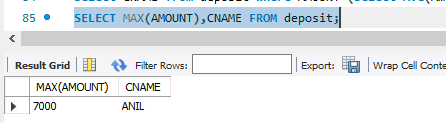 85 SELECT MAX(AMOUNT),CNAME FROM deposit;
Result Grid Filter Rows: Export: Wrap Cell Conte
MAX(AMOUNT) CNAME
7000 ANIL